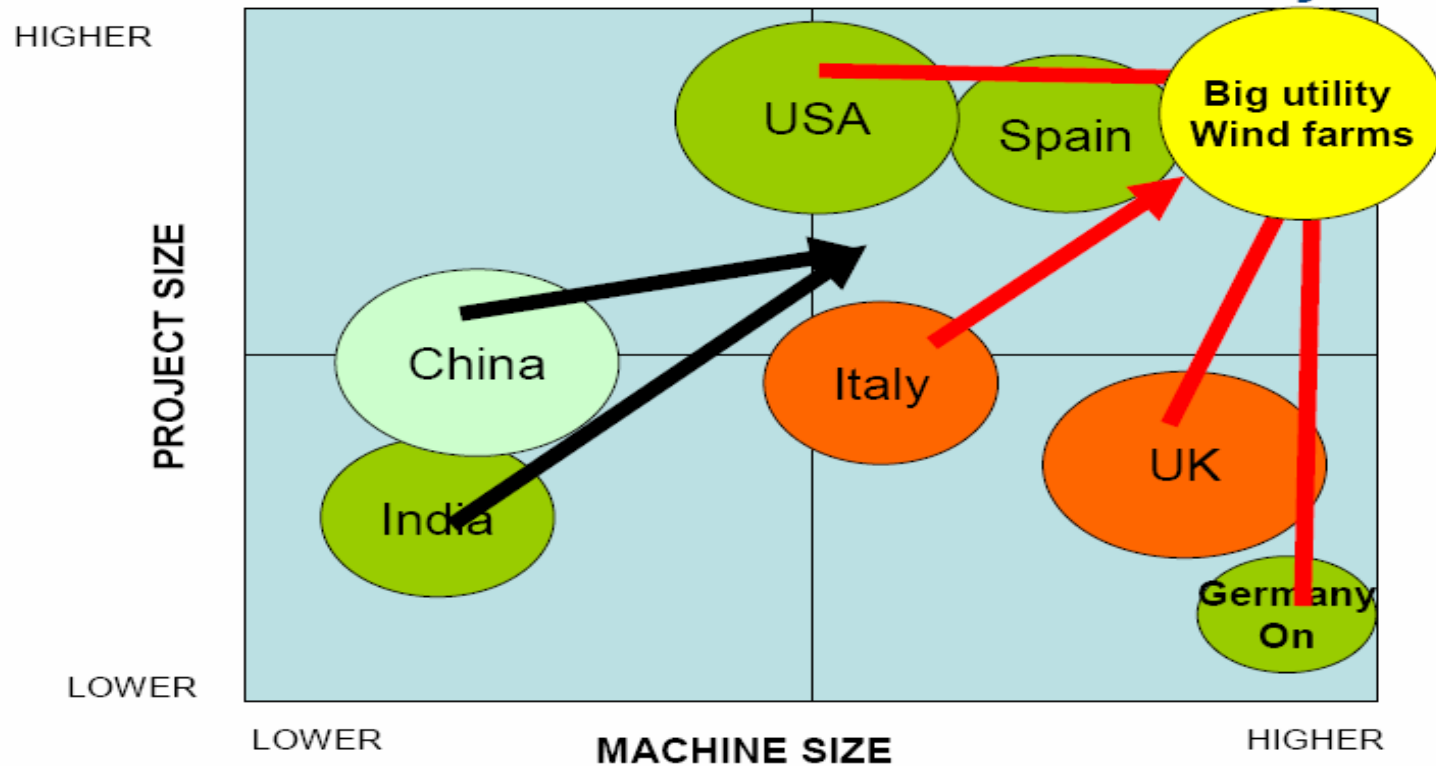 HIGHER
USA
Spain
Big utility
Wind farms
PROJECT SIZE
China
Italy
UK
India
Germany
On
LOWER
LOWER
MACHINE SIZE
HIGHER